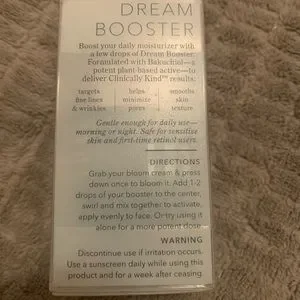 DREAM
BOOSTER
Boost your daily moisturizer with
a few drops of Dream Booster.
Formulated with Bakuchiol—a
potent plant-based active—to
deliver Clinically Kind™ results:
targets helps smooths
fine lines minimize skin
& wrinkles pores texture
Gentle enough for daily use—
morning or night. Safe for sensitive
skin and first-time retinol users.
DIRECTIONS
Grab your bloom cream & press
down once to bloom it. Add 1-2
drops of your booster to the center,
swirl and mix together to activate,
apply evenly to face. Or try using it
alone for a more potent dose.
WARNING
Discontinue use if irritation occurs.
Use a sunscreen daily while using this
product and for a week after ceasing